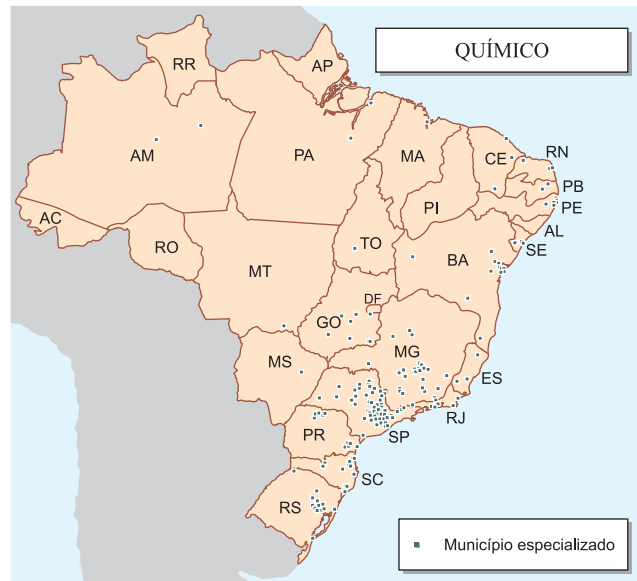 QUÍMICO
RR
AP
AM
PA
MA
CE
RN
PB
PE
PI
AL
AC
SE
RO
TO
BA
MT
DF
GO
MG
MS
ES
RJ
SP
PR
SC
RS
Município especializado